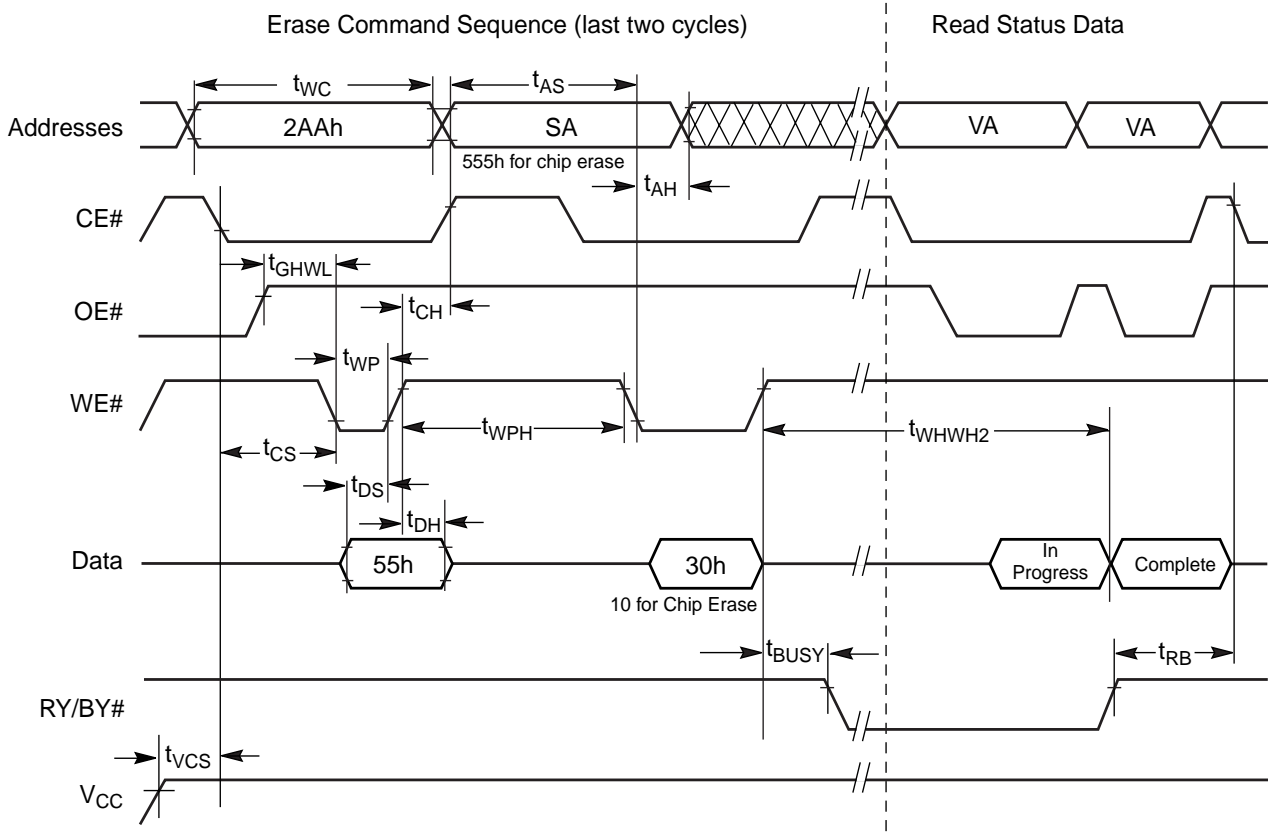 Erase Command Sequence (last two cycles)
Read Status Data
tWC
tAS
Addresses
2AAh
SA
VA
VA
555h for chip erase
tAH
CE#
tGHWL
OE#
tCH
tWP
WE#
tWPH
tWHWH2
tCS
tDS
tDH
Data
55h
30h
In
Progress
Complete
10 for Chip Erase
tBUSY
tRB
RY/BY#
tVCS
VCC